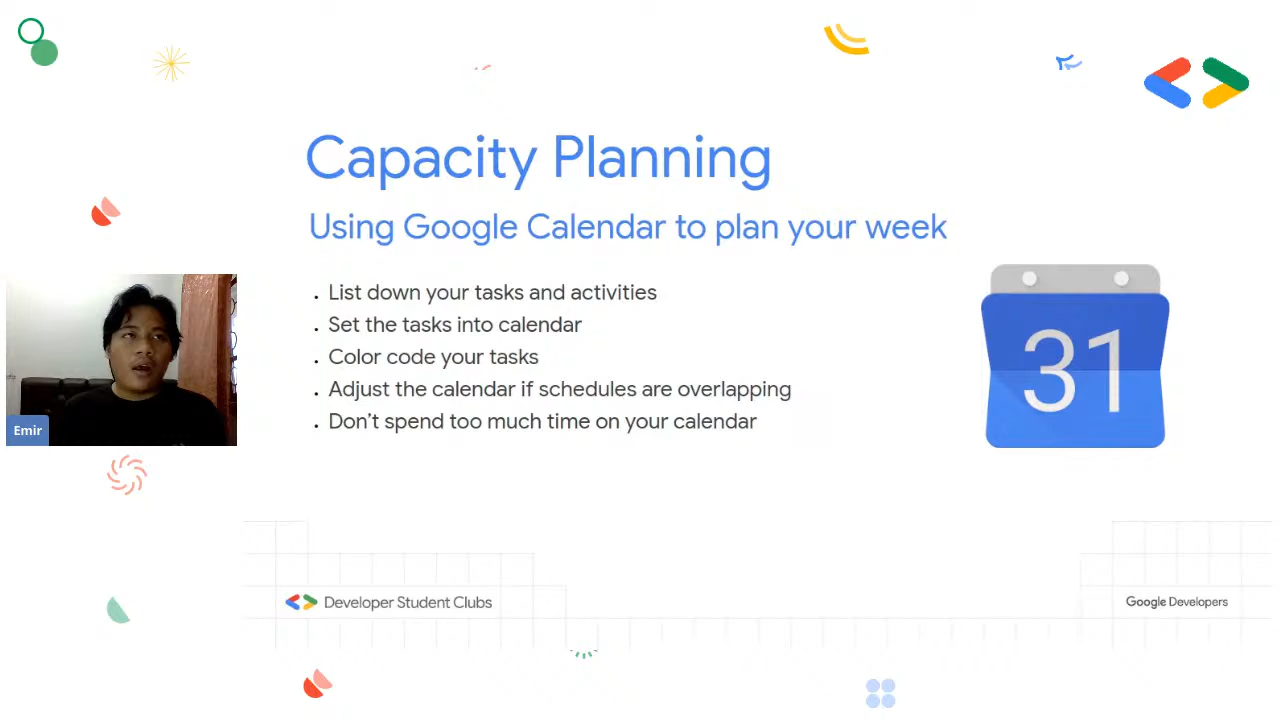 Capacity Planning
Using Google Calendar to plan your week
. List down your tasks and activities
. Set the tasks into calendar
. Color code your tasks
. Adjust the calendar if schedules are overlapping
. Don’t spend too much time on your calendar
31
Emir
Developer Student Clubs
Google Developers